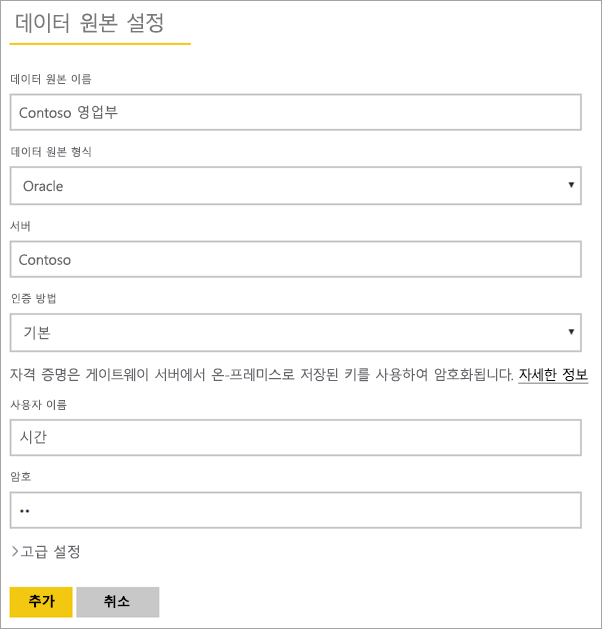 데이터 원본 설정
데이터 원본 이름
Contoso 영업부
데이터 원본 형식
Oracle
서버
Contoso
인증 방법
기본
자격 증명은 게이트웨이 서버에서 온-프레미스로 저장된 키를 사용하여 암호화됩니다. 자세한 정보
사용자 이름
시간
암호
••
>고급 설정
추가 취소